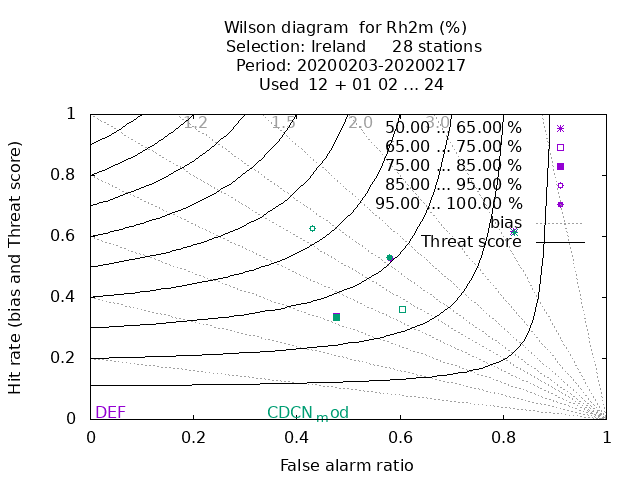 Wilson diagram for Rh2m (%)
Selection: Ireland 28 stations
Period: 20200203-20200217
Used 12 + 01 02 ... 24
Hit rate (bias and Threat score)
1
0.8
0.6
0.4
0.2
0
1.2
1.5
2.0
3.0
50.00 ... 65.00 %
65.00 ... 75.00 %
75.00 ... 85.00 %
85.00 ... 95.00 %
95.00 ... 100.00 %
bias
Threat score
DEF
CDCN_mod
0 0.2 0.4 0.6 0.8 1
False alarm ratio